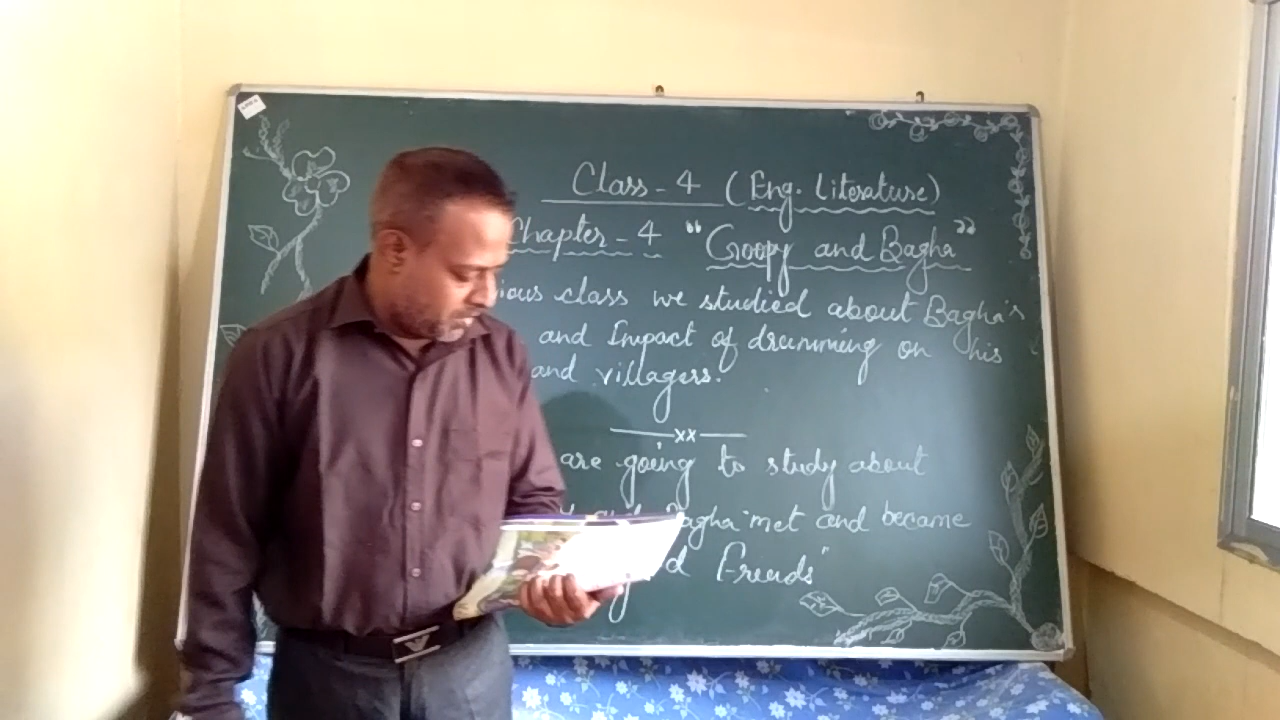 Class - 4 (Eng. Literature)
Chapter - 4 "Goopy and Bagha"
class we studied about Bagha's
and Impact of drumming on his
and villagers.
xx
are going to study about
Bagha met and became
Friends"